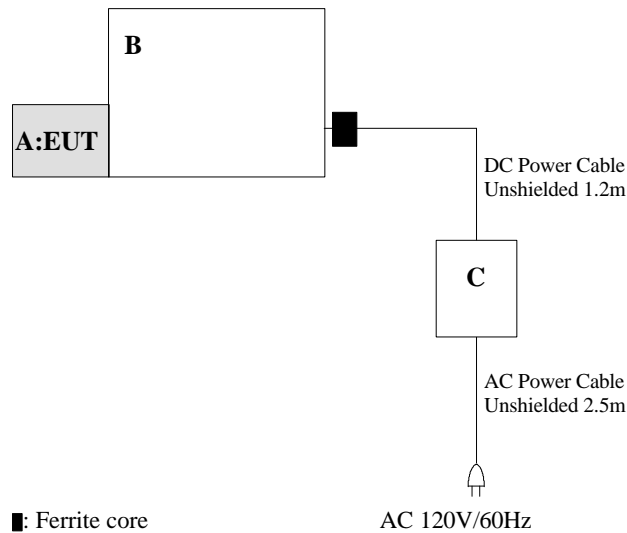 B
A:EUT
DC Power Cable
Unshielded 1.2m
C
AC Power Cable
Unshielded 2.5m
: Ferrite core
AC 120V/60Hz